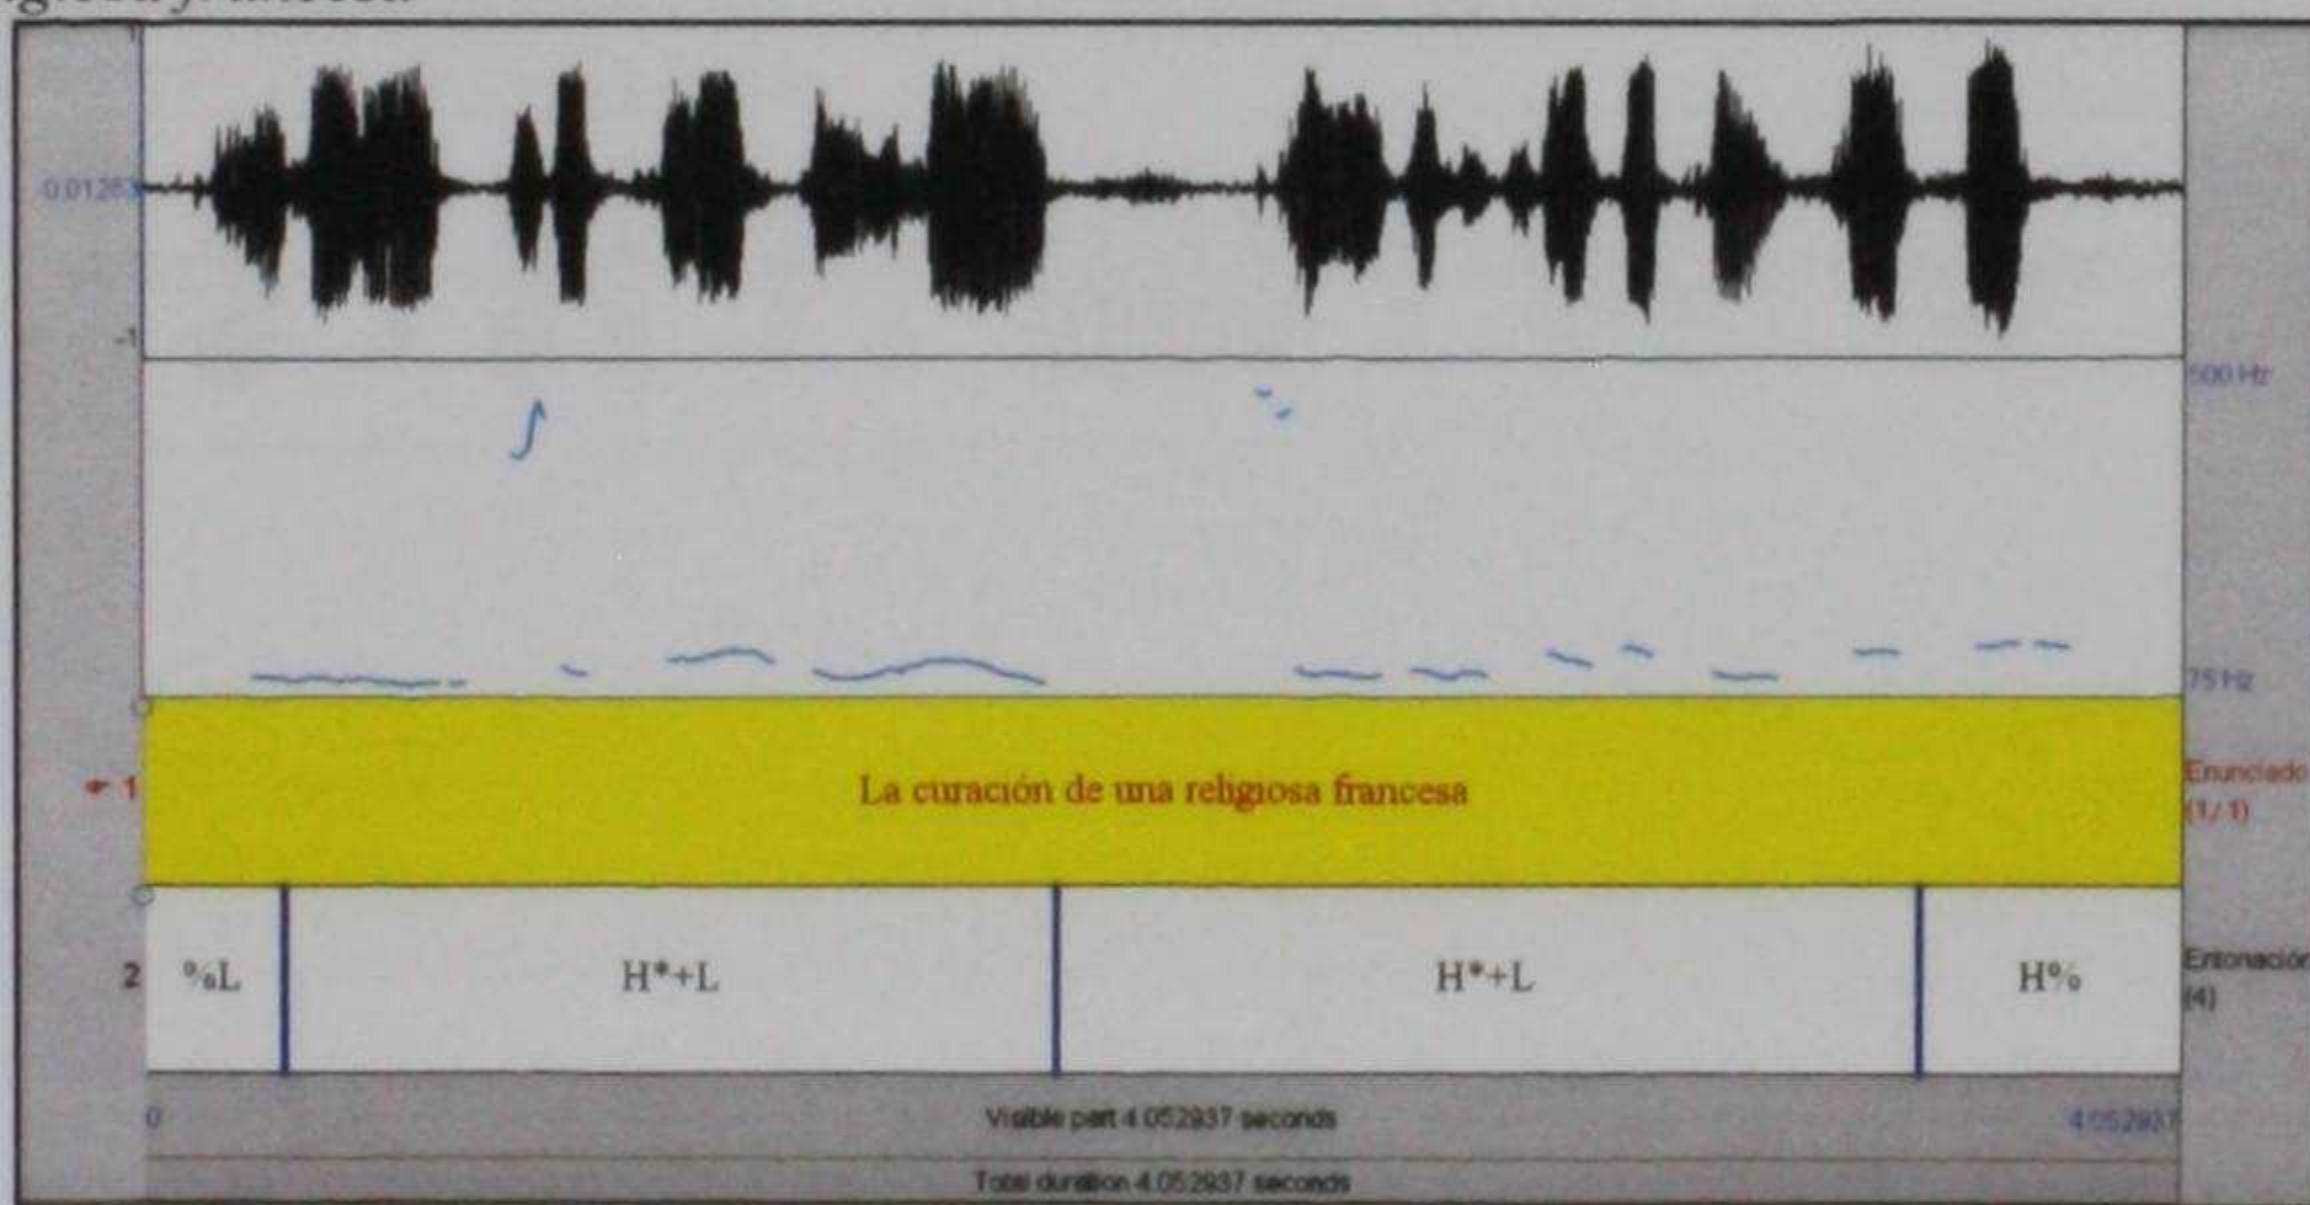 1
-0.01263
-1
500 Hz
75 Hz
1
La curación de una religiosa francesa
Enunciado
(1/1)
2
%L
H*+L
H*+L
H%
Entonación
(4)
0
Visible part 4.052937 seconds
4.052937
Total duration 4.052937 seconds